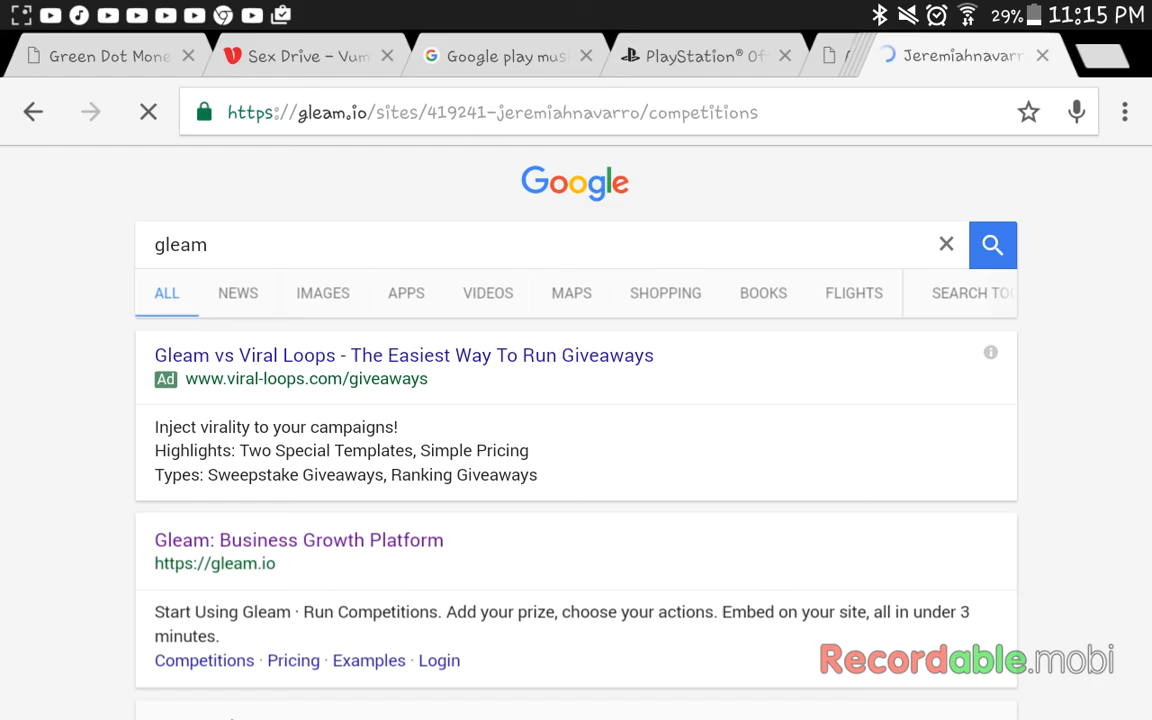 29% 11:15 PM
Green Dot Mone
Sex Drive – Vum
Google play mus
PlayStation® Of
Jeremiahnavarr
https://gleam.io/sites/419241-jeremiahnavarro/competitions
Google
gleam
ALL NEWS IMAGES APPS VIDEOS MAPS SHOPPING BOOKS FLIGHTS SEARCH TO
Gleam vs Viral Loops - The Easiest Way To Run Giveaways
Ad www.viral-loops.com/giveaways
Inject virality to your campaigns!
Highlights: Two Special Templates, Simple Pricing
Types: Sweepstake Giveaways, Ranking Giveaways
Gleam: Business Growth Platform
https://gleam.io
Start Using Gleam · Run Competitions. Add your prize, choose your actions. Embed on your site, all in under 3
minutes.
Competitions · Pricing · Examples · Login
Recordable.mobi